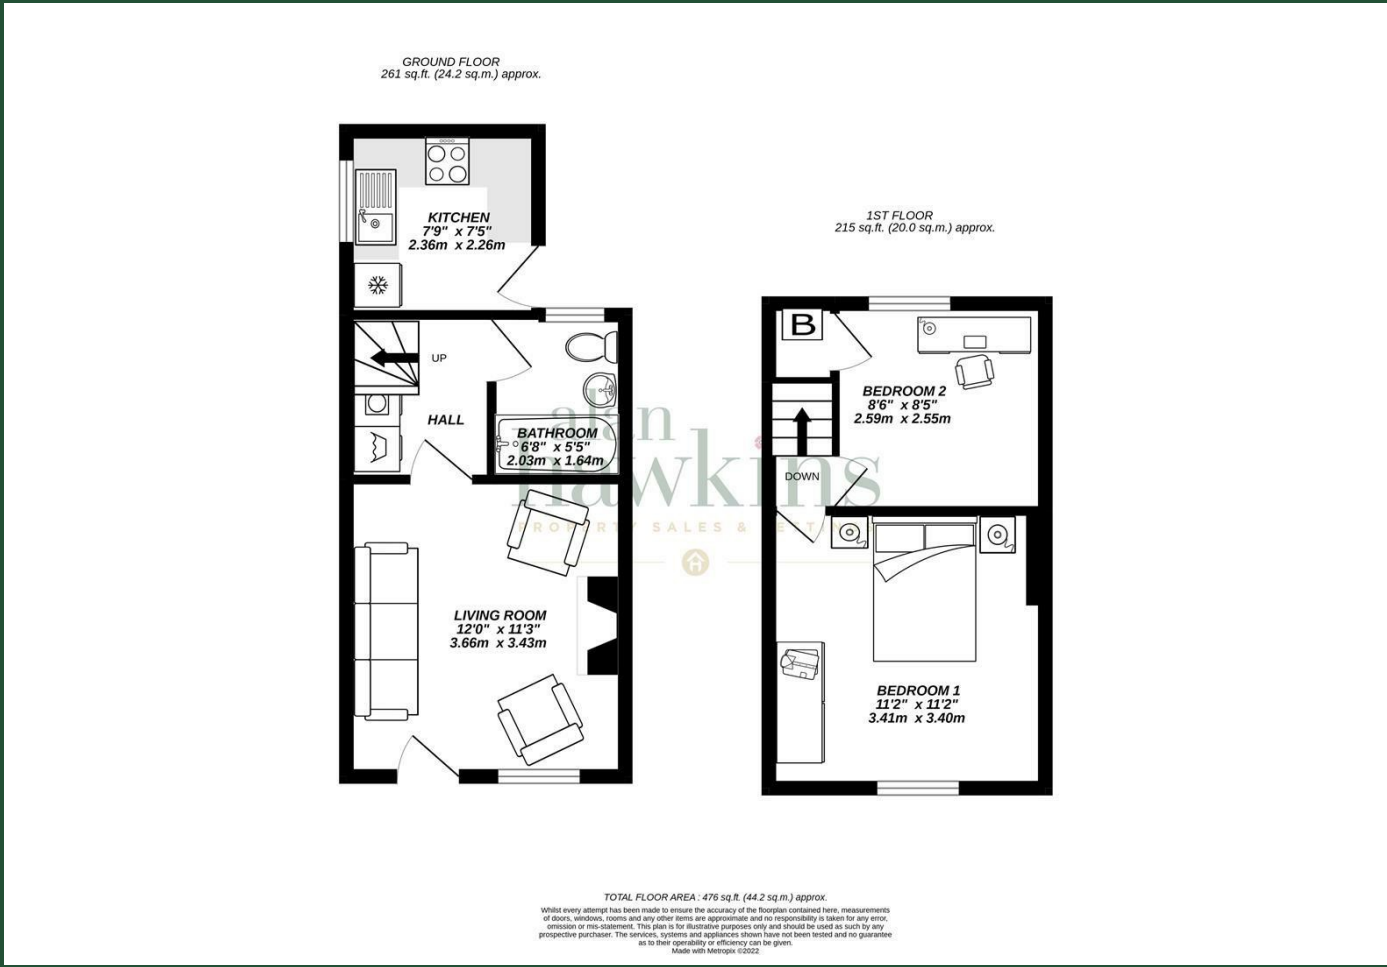 GROUND FLOOR
261 sq.ft. (24.2 sq.m.) approx.
KITCHEN
7'9" x 7'5"
2.36m x 2.26m
UP
HALL
BATHROOM
6'8" x 5'5"
2.03m x 1.64m
LIVING ROOM
12'0" x 11'3"
3.66m x 3.43m
1ST FLOOR
215 sq.ft. (20.0 sq.m.) approx.
B
BEDROOM 2
8'6" x 8'5"
2.59m x 2.55m
DOWN
BEDROOM 1
11'2" x 11'2"
3.41m x 3.40m
alan
hawkins
PROPERTY SALES & LETTINGS
TOTAL FLOOR AREA : 476 sq.ft. (44.2 sq.m.) approx.
Whilst every attempt has been made to ensure the accuracy of the floorplan contained here, measurements
of doors, windows, rooms and any other items are approximate and no responsibility is taken for any error,
omission or mis-statement. This plan is for illustrative purposes only and should be used as such by any
prospective purchaser. The services, systems and appliances shown have not been tested and no guarantee
as to their operability or efficiency can be given.
Made with Metropix ©2022